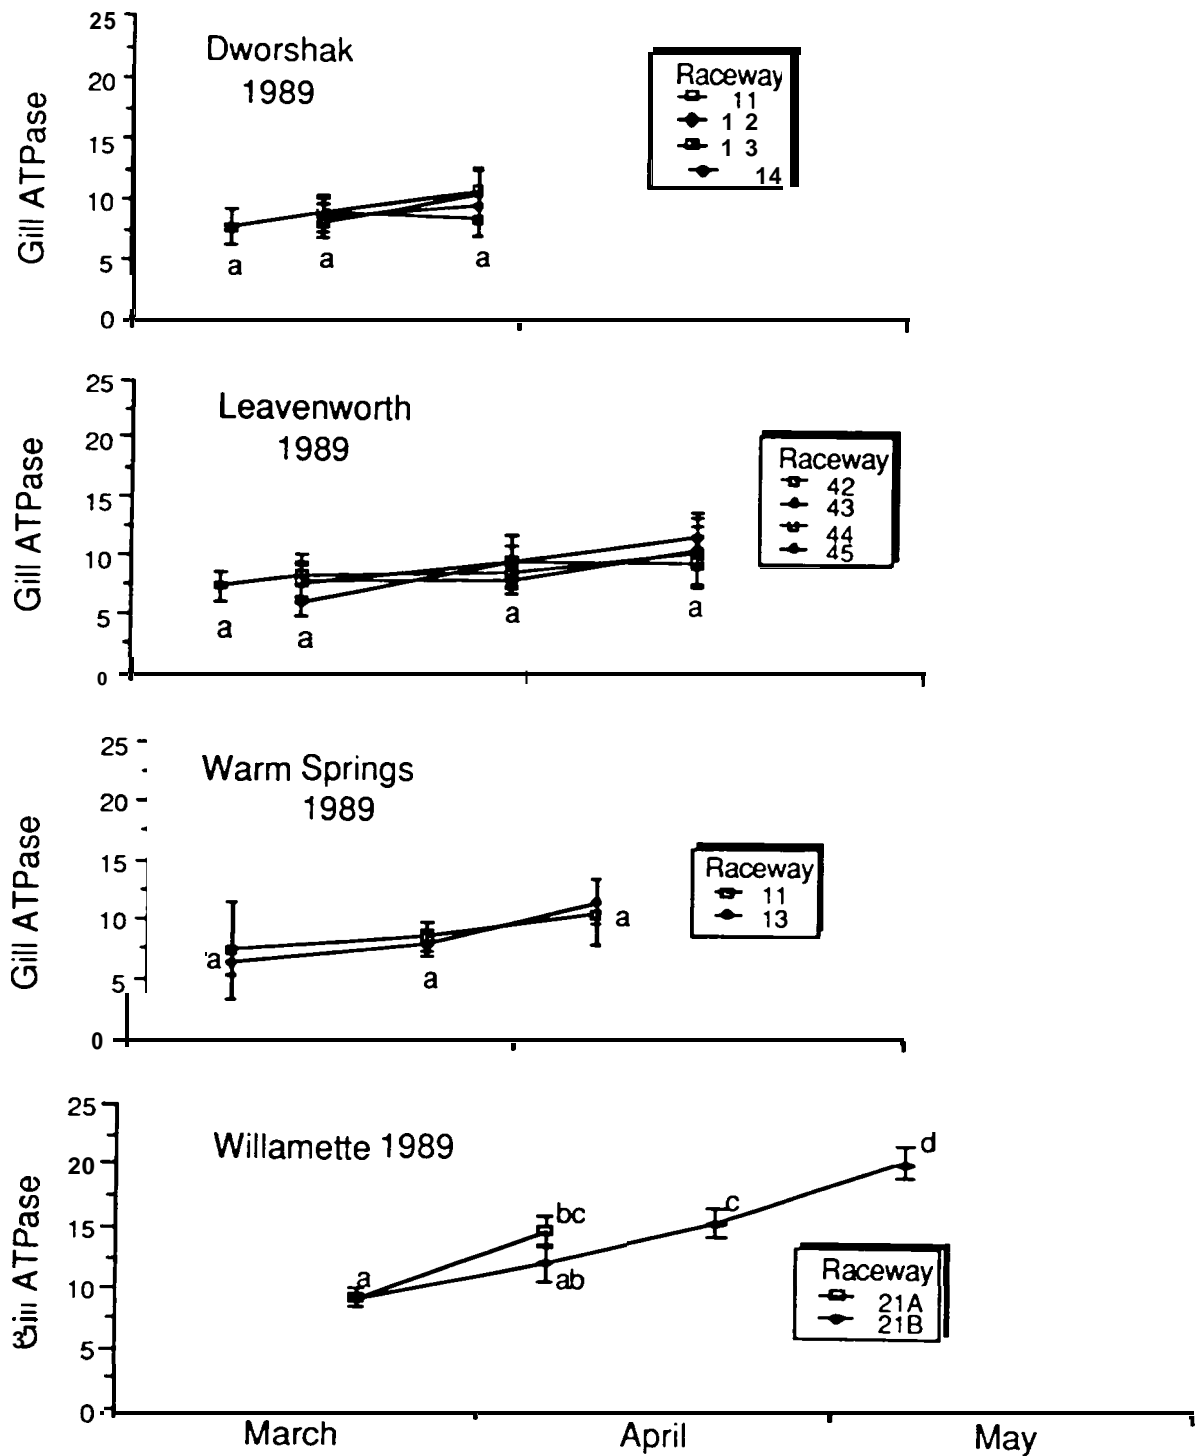 25
Dworshak
1989
20
15
10
5
0
Gill ATPase
a
a
a
Raceway
11
1 2
1 3
14
25
Leavenworth
1989
20
15
10
5
0
Gill ATPase
a
a
a
a
Raceway
42
43
44
45
25
Warm Springs
1989
20
15
10
5
0
Gill ATPase
a
a
a
Raceway
11
13
25
Willamette 1989
20
15
10
5
0
Gill ATPase
a
bc
ab
c
d
Raceway
21A
21B
March April May